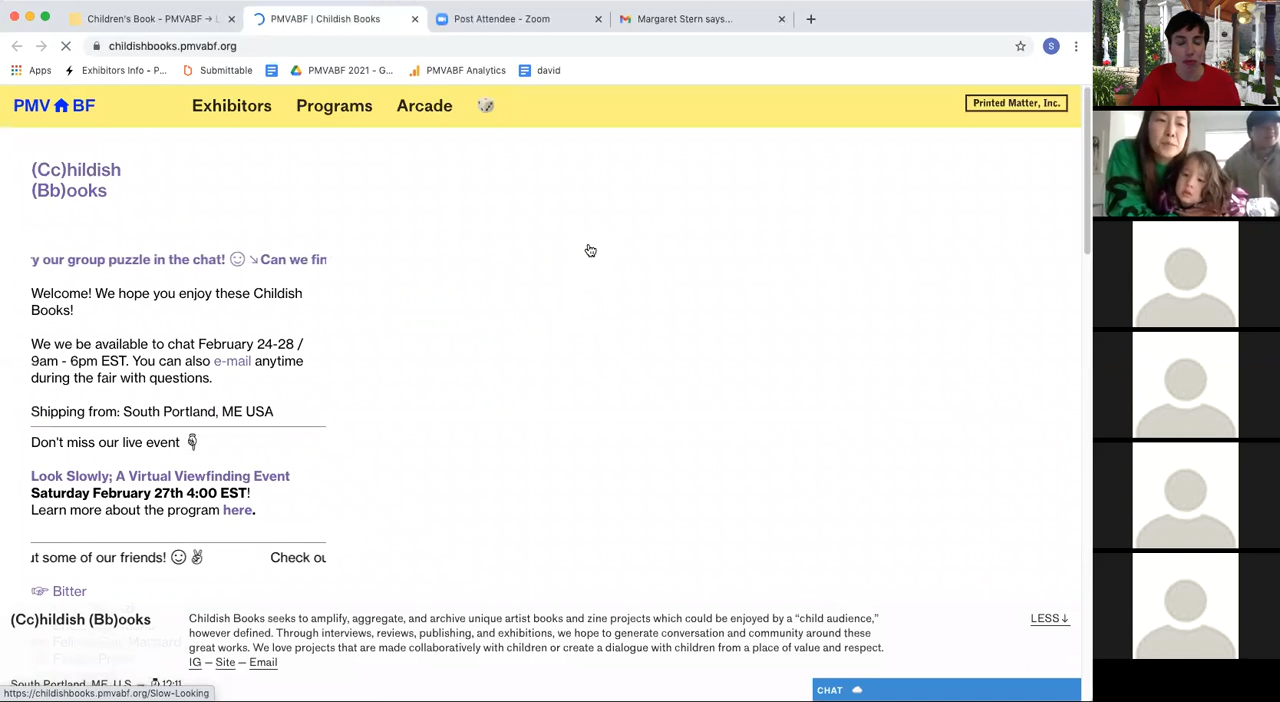 Children's Book - PMVABF → L
PMVABF | Childish Books
Post Attendee - Zoom
Margaret Stern says...
childishbooks.pmvabf.org
S
Apps
Exhibitors Info - P...
Submittable
PMVABF 2021 - G...
PMVABF Analytics
david
PMV BF
Exhibitors
Programs
Arcade
Printed Matter, Inc.
(Cc)hildish
(Bb)ooks
y our group puzzle in the chat! ☺ ↘Can we fin
Welcome! We hope you enjoy these Childish
Books!
We we be available to chat February 24-28 /
9am - 6pm EST. You can also e-mail anytime
during the fair with questions.
Shipping from: South Portland, ME USA
Don't miss our live event
Look Slowly; A Virtual Viewfinding Event
Saturday February 27th 4:00 EST!
Learn more about the program here.
ut some of our friends! ☺ ✌ Check ou
☞ Bitter
(Cc)hildish (Bb)ooks
Childish Books seeks to amplify, aggregate, and archive unique artist books and zine projects which could be enjoyed by a “child audience,”
however defined. Through interviews, reviews, publishing, and exhibitions, we hope to generate conversation and community around these
great works. We love projects that are made collaboratively with children or create a dialogue with children from a place of value and respect.
IG — Site — Email
LESS↓
South Portland, ME, U.S. — 12:11
https://childishbooks.pmvabf.org/Slow-Looking
CHAT